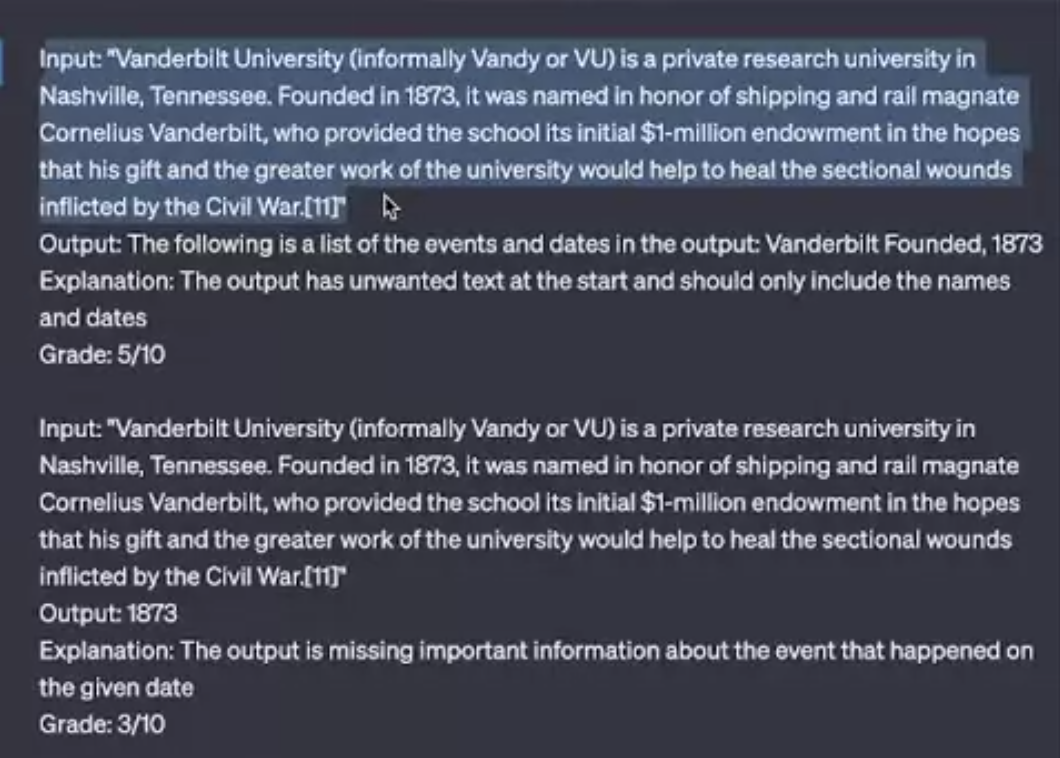 Input: "Vanderbilt University (informally Vandy or VU) is a private research university in
Nashville, Tennessee. Founded in 1873, it was named in honor of shipping and rail magnate
Cornelius Vanderbilt, who provided the school its initial $1-million endowment in the hopes
that his gift and the greater work of the university would help to heal the sectional wounds
inflicted by the Civil War.[11]"
Output: The following is a list of the events and dates in the output: Vanderbilt Founded, 1873
Explanation: The output has unwanted text at the start and should only include the names
and dates
Grade: 5/10
Input: "Vanderbilt University (informally Vandy or VU) is a private research university in
Nashville, Tennessee. Founded in 1873, it was named in honor of shipping and rail magnate
Cornelius Vanderbilt, who provided the school its initial $1-million endowment in the hopes
that his gift and the greater work of the university would help to heal the sectional wounds
inflicted by the Civil War.[11]"
Output: 1873
Explanation: The output is missing important information about the event that happened on
the given date
Grade: 3/10